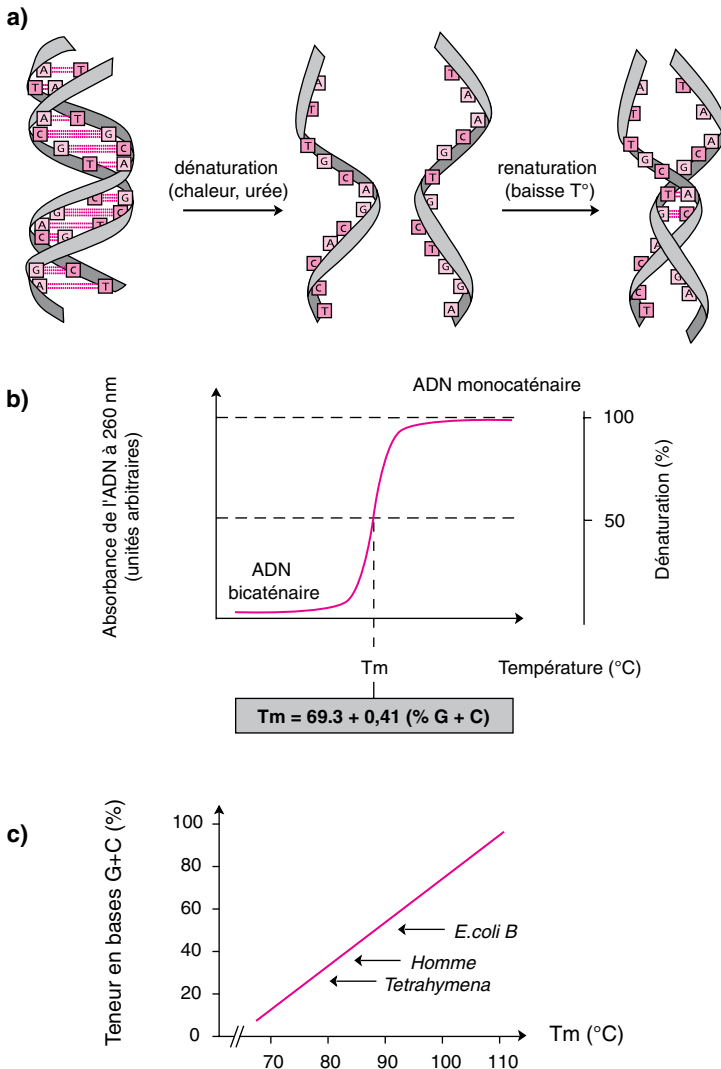 a)
A T
T A
A T
C G
G C
T A
C G
G C
A T
C G
G C
A T
dénaturation
(chaleur, urée)
A
T
T
G
C
A
G
C
A
C
C
T
T
A
A
C
G
T
G
C
T
G
G
A
renaturation
(baisse T°)
A
T
T
G
C
T
A
A
C
G
T A
G C
C
A
C
C
T
T
G
G
A
b)
Absorbance de l'ADN à 260 nm
(unités arbitraires)
ADN monocaténaire
ADN
bicaténaire
100
50
Dénaturation (%)
Tm
Température (°C)
Tm = 69.3 + 0,41 (% G + C)
c)
Teneur en bases G+C (%)
100
80
60
40
20
0
E.coli B
Homme
Tetrahymena
70 80 90 100 110
Tm (°C)